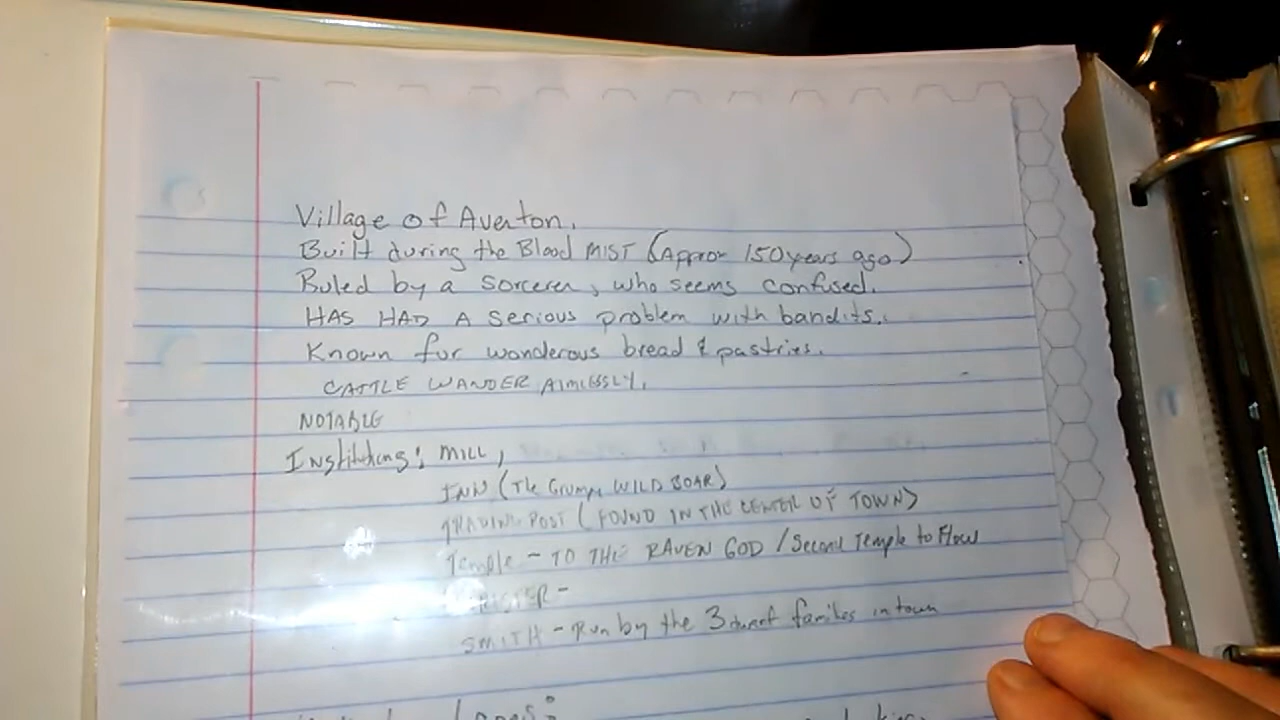 Village of Averton.
Built during the Blood MIST (Approx 150 years ago)
Ruled by a sorcerer, who seems confused.
HAS HAD A serious problem with bandits.
Known for wonderous bread & pastries.
CATTLE WANDER AIMLESSLY.
NOTABLE
Institutions: MILL,
INN (The Grumpy WILD BOAR)
TRADING POST (FOUND IN THE CENTER OF TOWN)
Temple - TO THE RAVEN GOD / Second Temple to Flow
SMITH - Run by the 3 dwarf families in town